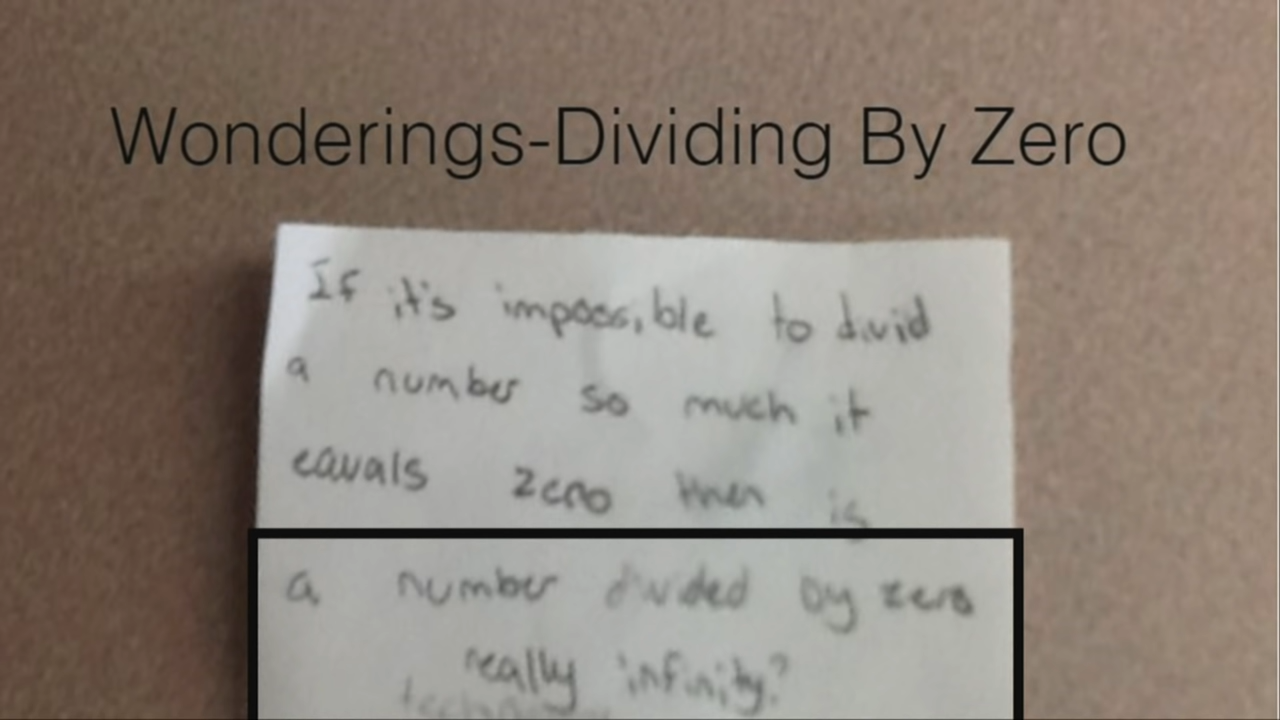 Wonderings-Dividing By Zero
If it's impossible to divid
a number so much it
equals zero then is
a number divided by zero
really infinity?